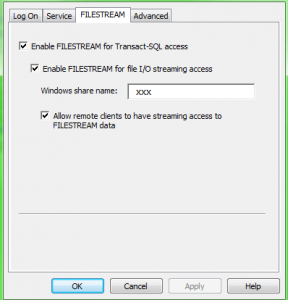 Log On Service FILESTREAM Advanced
Enable FILESTREAM for Transact-SQL access
Enable FILESTREAM for file I/O streaming access
Windows share name: XXX
Allow remote clients to have streaming access to
FILESTREAM data
OK Cancel Apply Help